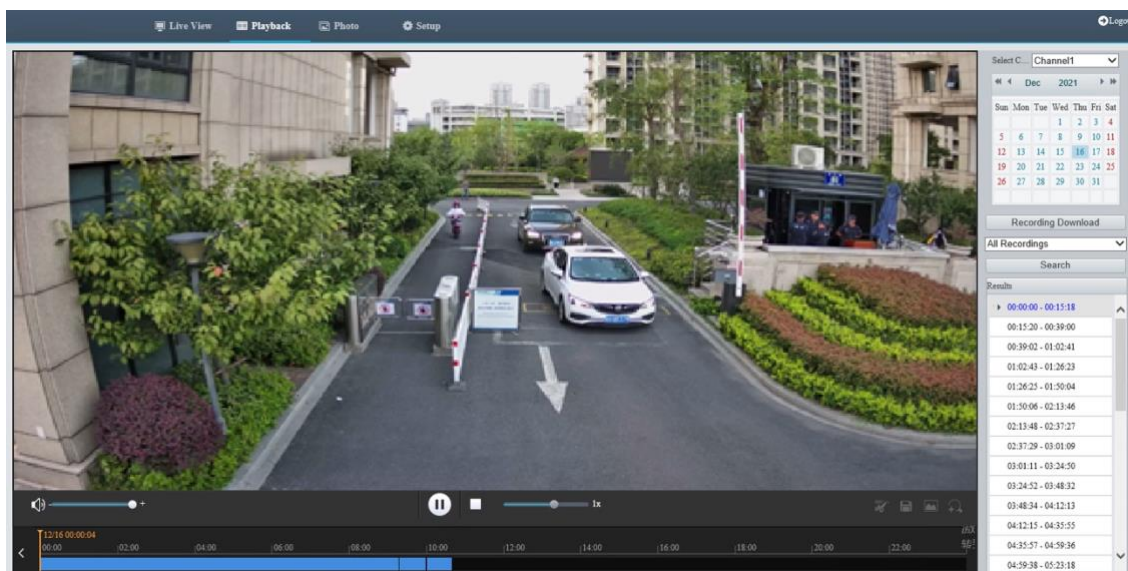 Live View Playback Photo Setup Logo
Select C... Channel1
Dec 2021
Sun Mon Tue Wed Thu Fri Sat
1 2 3 4
5 6 7 8 9 10 11
12 13 14 15 16 17 18
19 20 21 22 23 24 25
26 27 28 29 30 31
Recording Download
All Recordings
Search
Results
00:00:00 - 00:15:18
00:15:20 - 00:39:00
00:39:02 - 01:02:41
01:02:43 - 01:26:23
01:26:25 - 01:50:04
01:50:06 - 02:13:46
02:13:48 - 02:37:27
02:37:29 - 03:01:09
03:01:11 - 03:24:50
03:24:52 - 03:48:32
03:48:34 - 04:12:13
04:12:15 - 04:35:55
04:35:57 - 04:59:36
04:59:38 - 05:23:18
+ 1x
12/16 00:00:04
00:00 02:00 04:00 06:00 08:00 10:00 12:00 14:00 16:00 18:00 20:00 22:00